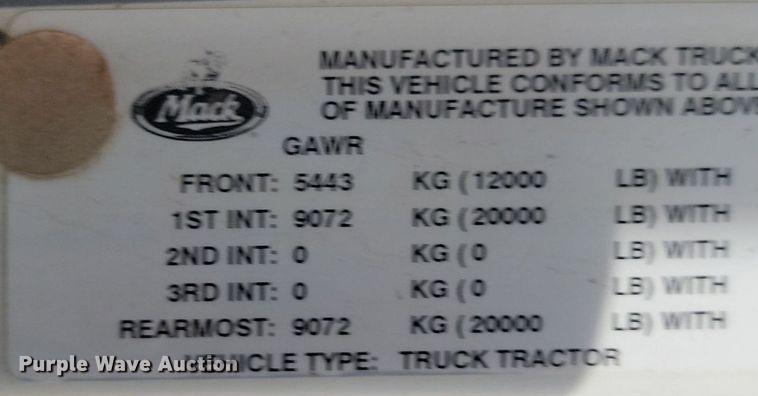 MANUFACTURED BY MACK TRUCK
THIS VEHICLE CONFORMS TO ALL
OF MANUFACTURE SHOWN ABOVE
Mack
GAWR
FRONT: 5443 KG ( 12000 LB) WITH
1ST INT: 9072 KG ( 20000 LB) WITH
2ND INT: 0 KG ( 0 LB) WITH
3RD INT: 0 KG ( 0 LB) WITH
REARMOST: 9072 KG ( 20000 LB) WITH
VEHICLE TYPE: TRUCK TRACTOR
Purple Wave Auction